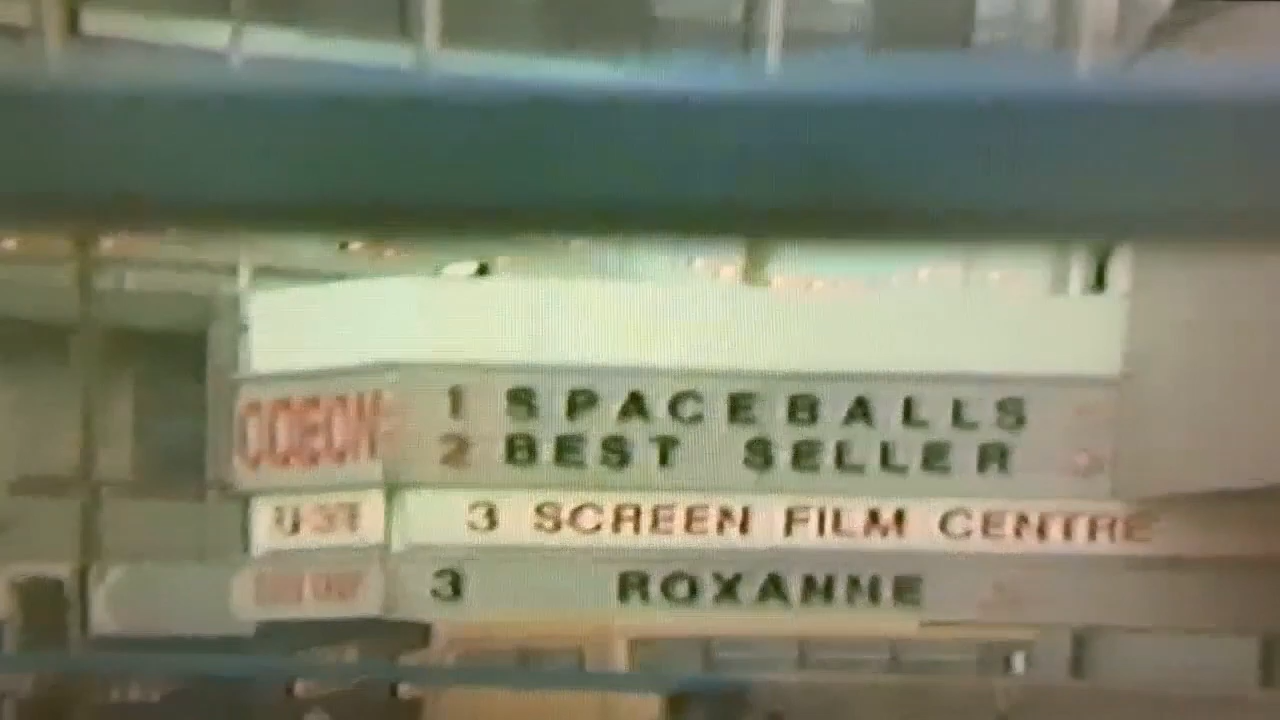 ODEON
1 SPACEBALLS
2 BEST SELLER
3 SCREEN FILM CENTRE
3 ROXANNE